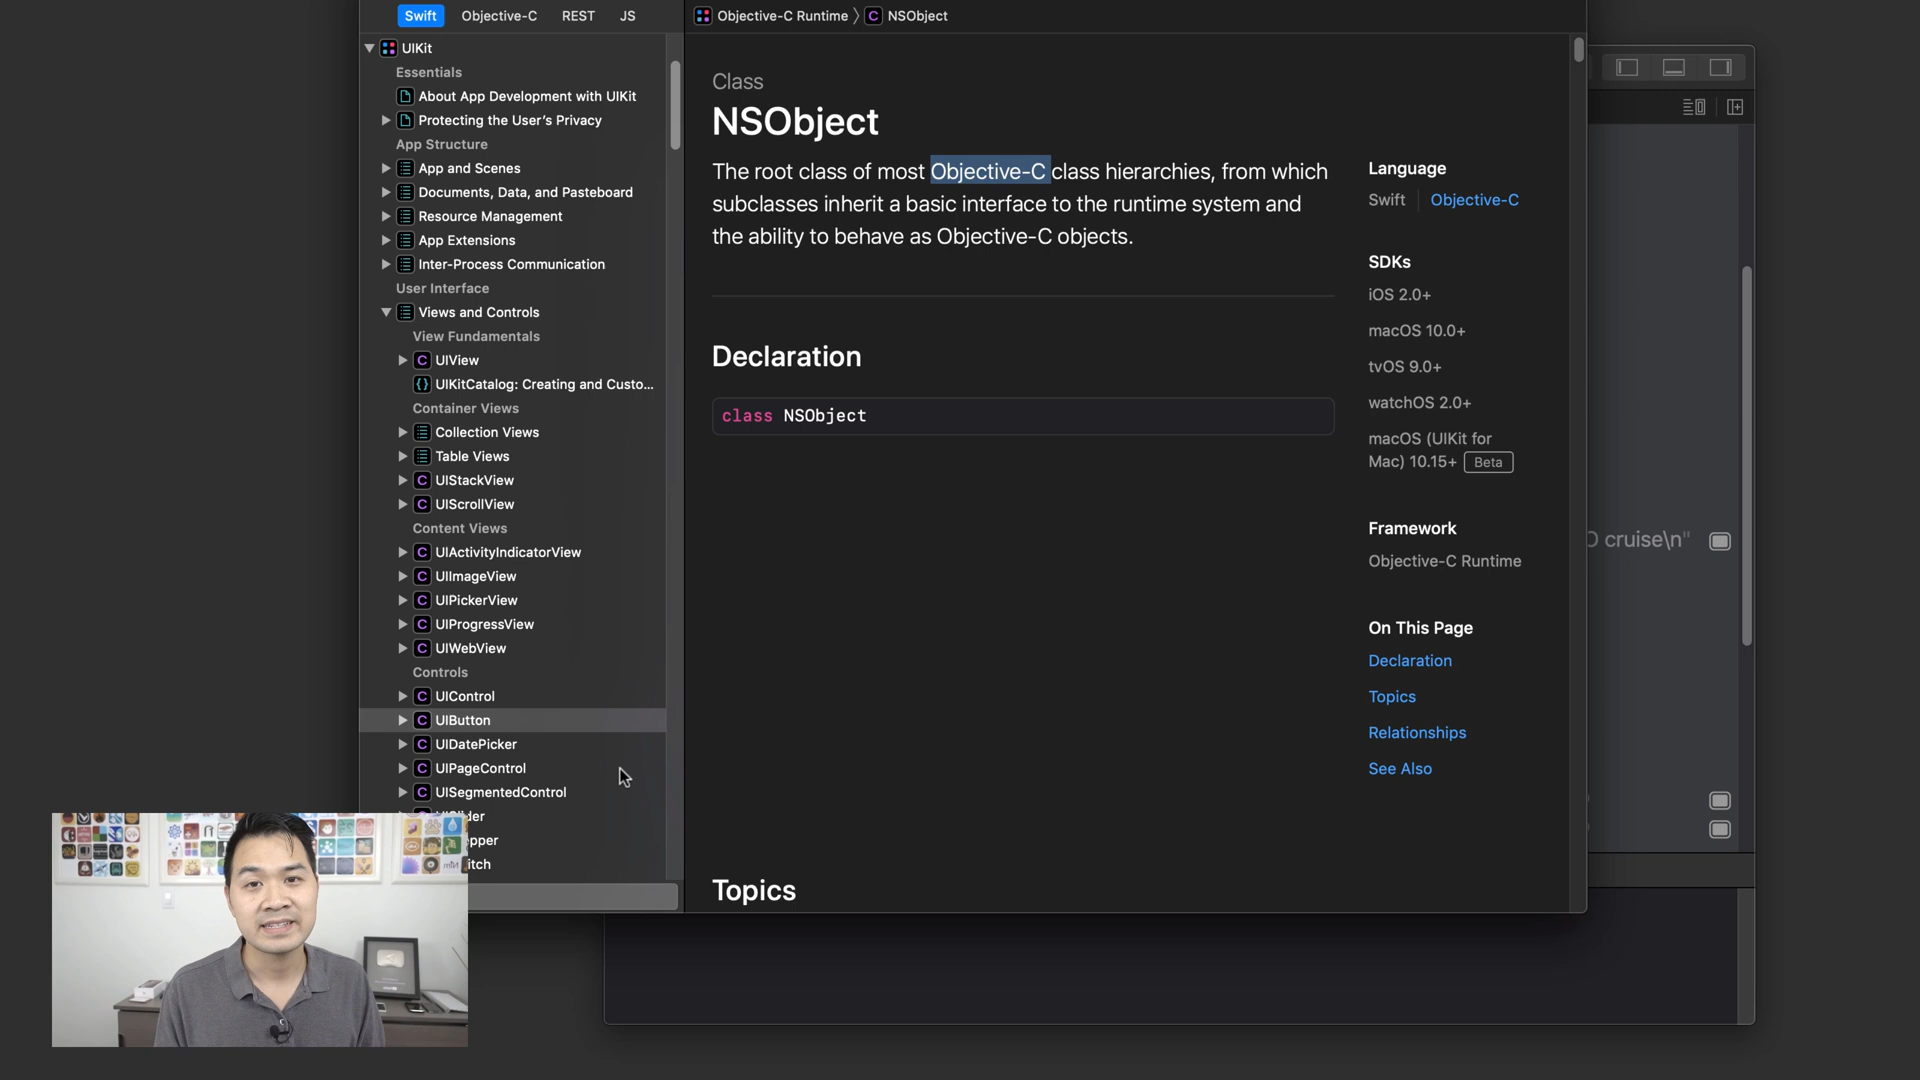 Swift
Objective-C
REST
JS
Objective-C Runtime
NSObject
UIKit
Essentials
About App Development with UIKit
Protecting the User's Privacy
App Structure
App and Scenes
Documents, Data, and Pasteboard
Resource Management
App Extensions
Inter-Process Communication
User Interface
Views and Controls
View Fundamentals
UIView
UIKitCatalog: Creating and Custo...
Container Views
Collection Views
Table Views
UIStackView
UIScrollView
Content Views
UIActivityIndicatorView
UIImageView
UIPickerView
UIProgressView
UIWebView
Controls
UIControl
UIButton
UIDatePicker
UIPageControl
UISegmentedControl
Class
NSObject
The root class of most Objective-C class hierarchies, from which
subclasses inherit a basic interface to the runtime system and
the ability to behave as Objective-C objects.
Declaration
class NSObject
Topics
Language
Swift
Objective-C
SDKs
iOS 2.0+
macOS 10.0+
tvOS 9.0+
watchOS 2.0+
macOS (UIKit for
Mac) 10.15+ Beta
Framework
Objective-C Runtime
On This Page
Declaration
Topics
Relationships
See Also
cruise\n"